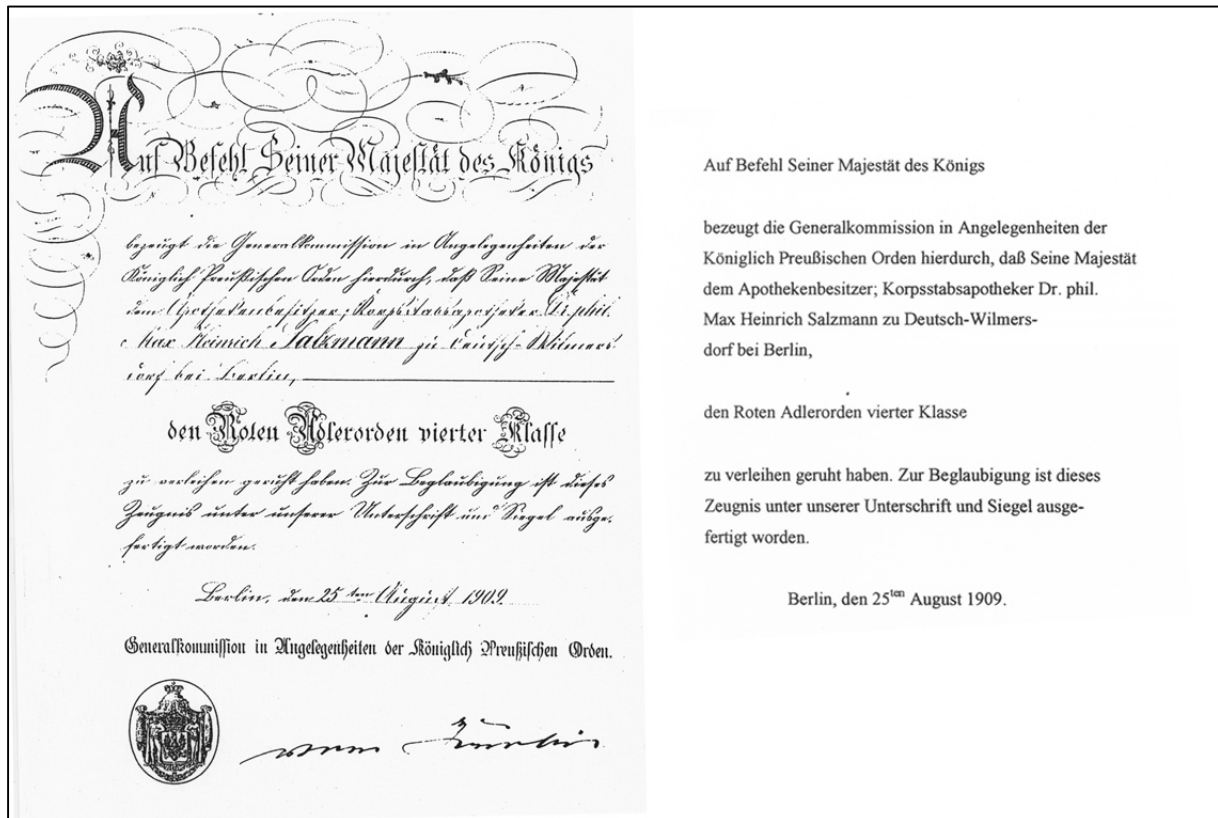 Auf Befehl Seiner Majestät des Königs
bezeugt die Generalkommission in Angelegenheiten der
Königlich Preußischen Orden hierdurch, daß Seine Majestät
dem Apothekenbesitzer; Korpsstabsapotheker Dr. phil.
Max Heinrich Salzmann zu Deutsch-Wilmers-
dorf bei Berlin,
den Roten Adlerorden vierter Klasse
zu verleihen geruht haben. Zur Beglaubigung ist dieses
Zeugnis unter unserer Unterschrift und Siegel ausge-
fertigt worden.
Berlin, den 25ten August 1909.
Generalkommission in Angelegenheiten der Königlich Preußischen Orden.
Auf Befehl Seiner Majestät des Königs
bezeugt die Generalkommission in Angelegenheiten der
Königlich Preußischen Orden hierdurch, daß Seine Majestät
dem Apothekenbesitzer; Korpsstabsapotheker Dr. phil.
Max Heinrich Salzmann zu Deutsch-Wilmers-
dorf bei Berlin,
den Roten Adlerorden vierter Klasse
zu verleihen geruht haben. Zur Beglaubigung ist dieses
Zeugnis unter unserer Unterschrift und Siegel ausge-
fertigt worden.
Berlin, den 25ten August 1909.